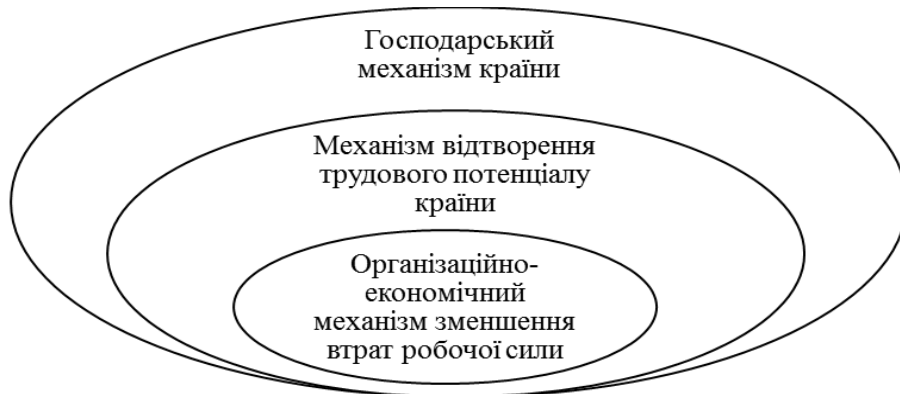 Господарський
механізм країни
Механізм відтворення
трудового потенціалу
країни
Організаційно-
економічний
механізм зменшення
втрат робочої сили